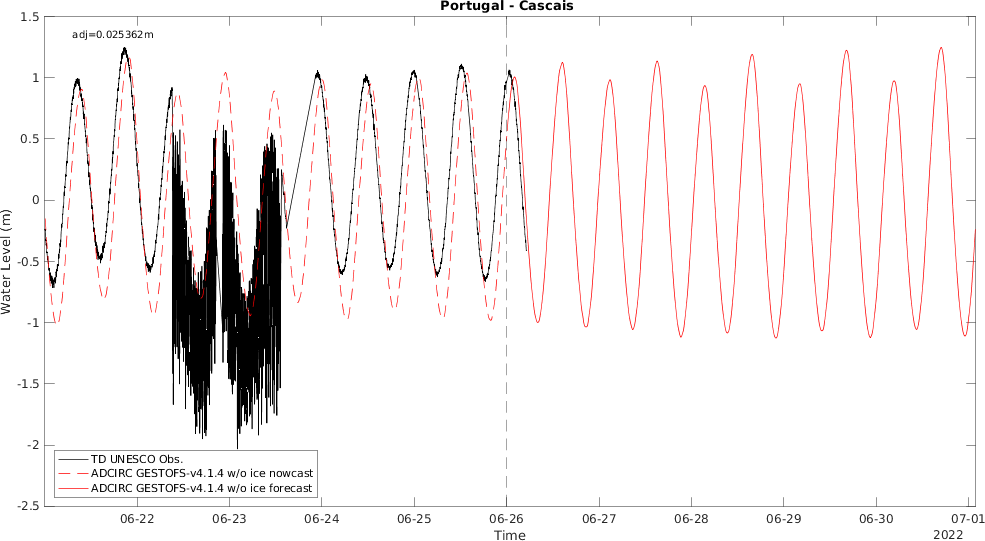 Portugal - Cascais
adj=0.025362m
1.5
1
0.5
0
-0.5
-1
-1.5
-2
-2.5
Water Level (m)
TD UNESCO Obs.
ADCIRC GESTOFS-v4.1.4 w/o ice nowcast
ADCIRC GESTOFS-v4.1.4 w/o ice forecast
06-22 06-23 06-24 06-25 06-26 06-27 06-28 06-29 06-30 07-01
Time
2022